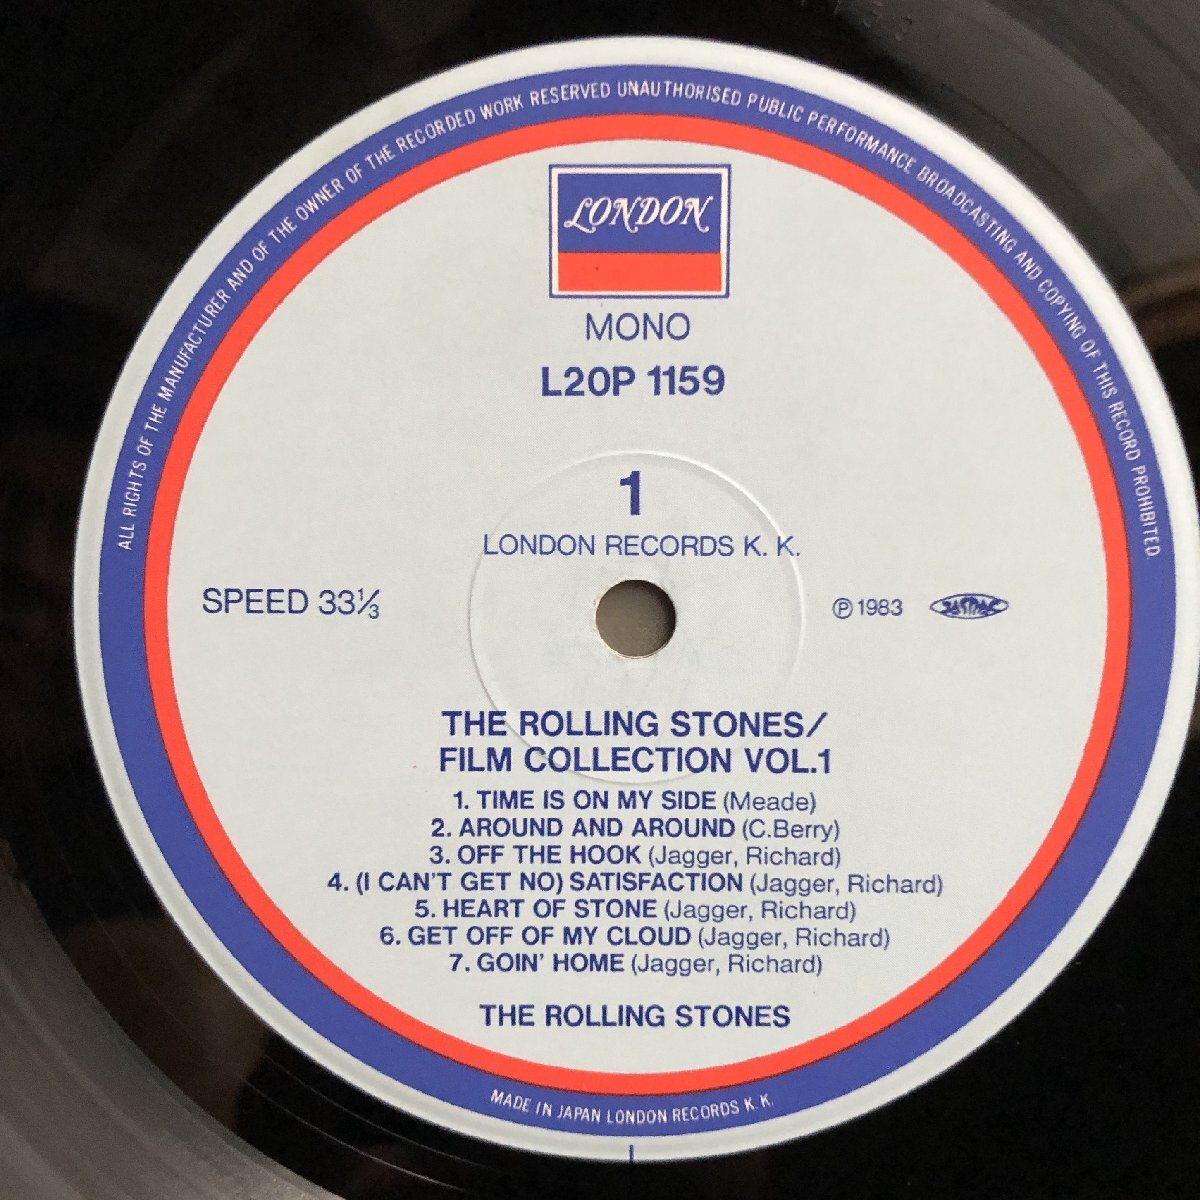 ALL RIGHTS OF THE MANUFACTURER AND OF THE OWNER OF THE RECORDED WORK RESERVED UNAUTHORISED PUBLIC PERFORMANCE BROADCASTING AND COPYING OF THIS RECORD PROHIBITED
LONDON
MONO
L20P 1159
1
LONDON RECORDS K. K.
SPEED 33⅓
℗1983
JASRAC
THE ROLLING STONES/
FILM COLLECTION VOL.1
1. TIME IS ON MY SIDE (Meade)
2. AROUND AND AROUND (C.Berry)
3. OFF THE HOOK (Jagger, Richard)
4. (I CAN'T GET NO) SATISFACTION (Jagger, Richard)
5. HEART OF STONE (Jagger, Richard)
6. GET OFF OF MY CLOUD (Jagger, Richard)
7. GOIN' HOME (Jagger, Richard)
THE ROLLING STONES
MADE IN JAPAN LONDON RECORDS K. K.